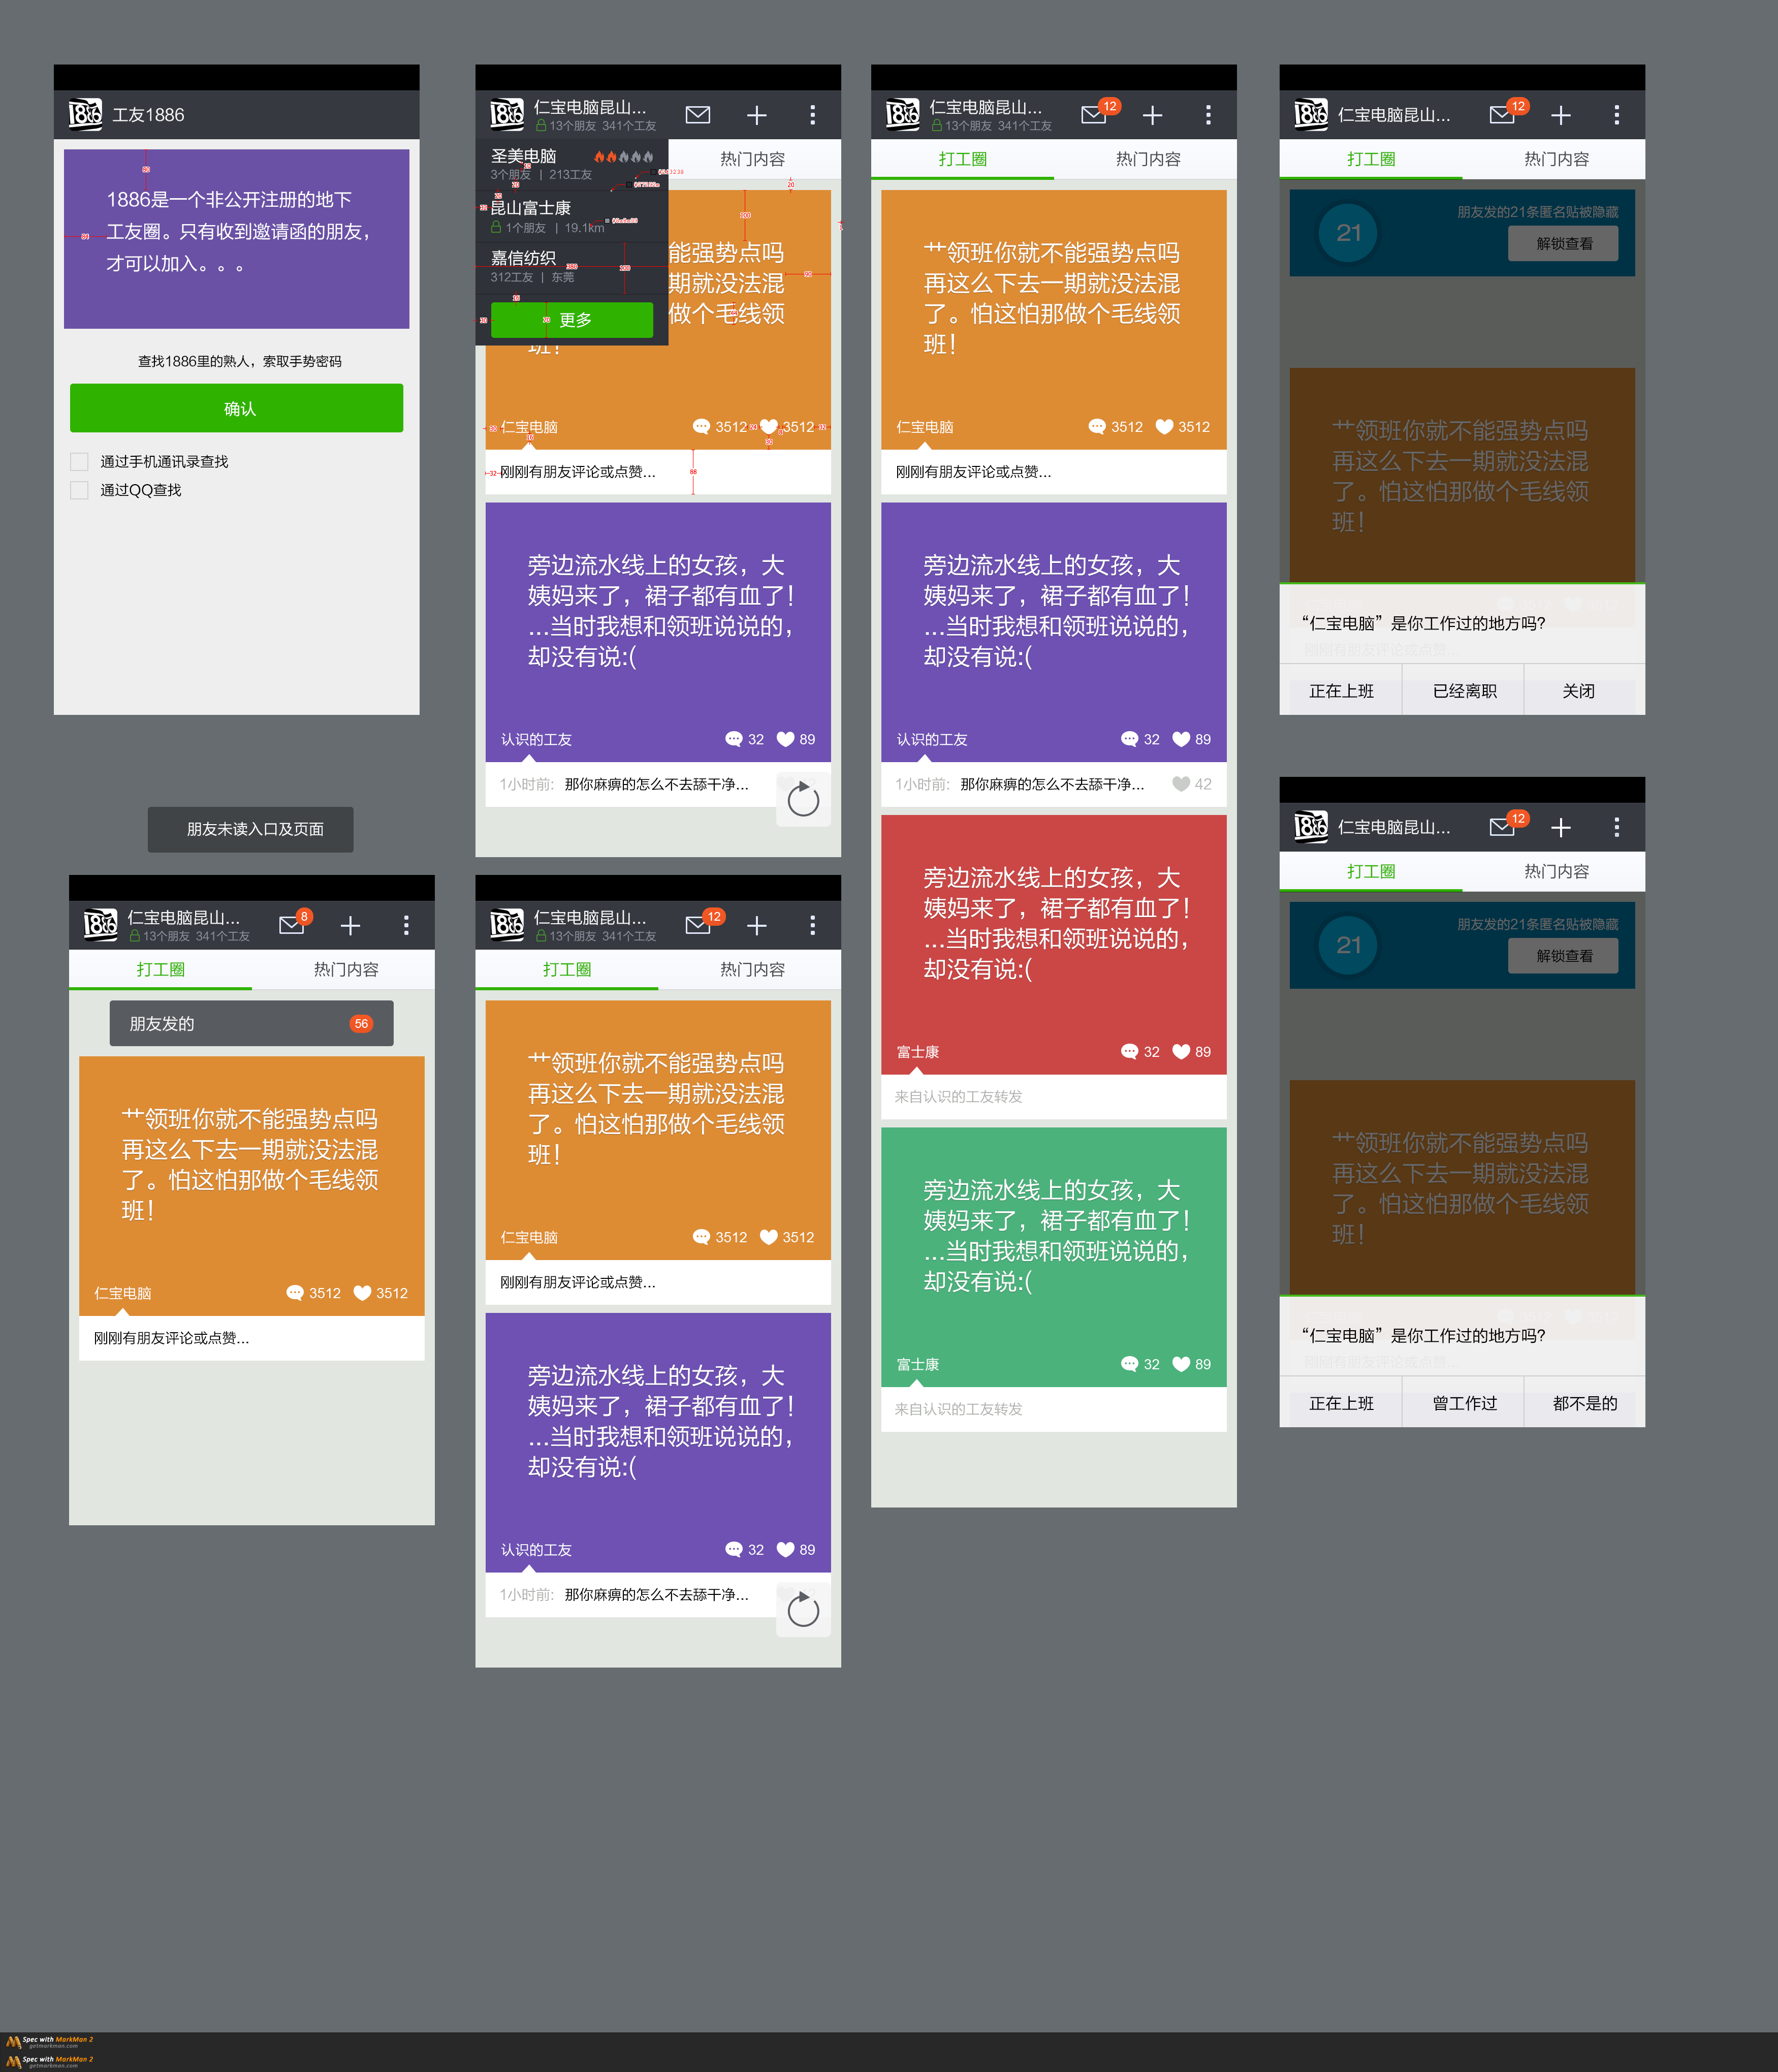 工友1886
1886是一个非公开注册的地下
工友圈。只有收到邀请函的朋友,
才可以加入。。。
查找1886里的熟人，索取手势密码
确认
通过手机通讯录查找
通过QQ查找
仁宝电脑昆山...
13个朋友 341个工友
圣美电脑
热门内容
3个朋友 | 213工友
昆山富士康
1个朋友 | 19.1km
嘉信纺织
312工友 | 东莞
更多
能强势点吗
就没法混
做个毛线领
班！
仁宝电脑
3512
3512
刚刚有朋友评论或点赞...
旁边流水线上的女孩，大
姨妈来了，裙子都有血了！
...当时我想和领班说说的，
却没有说:(
认识的工友
32
89
1小时前：那你麻痹的怎么不去舔干净...
仁宝电脑昆山...
13个朋友 341个工友
12
打工圈
热门内容
艹领班你就不能强势点吗
再这么下去一期就没法混
了。怕这怕那做个毛线领
班！
仁宝电脑
3512
3512
刚刚有朋友评论或点赞...
旁边流水线上的女孩，大
姨妈来了，裙子都有血了！
...当时我想和领班说说的，
却没有说:(
认识的工友
32
89
1小时前：那你麻痹的怎么不去舔干净...
42
旁边流水线上的女孩，大
姨妈来了，裙子都有血了！
...当时我想和领班说说的，
却没有说:(
富士康
32
89
来自认识的工友转发
旁边流水线上的女孩，大
姨妈来了，裙子都有血了！
...当时我想和领班说说的，
却没有说:(
富士康
32
89
来自认识的工友转发
仁宝电脑昆山...
12
打工圈
热门内容
21
朋友发的21条匿名贴被隐藏
解锁查看
艹领班你就不能强势点吗
再这么下去一期就没法混
了。怕这怕那做个毛线领
班！
“仁宝电脑”是你工作过的地方吗?
正在上班
已经离职
关闭
朋友未读入口及页面
仁宝电脑昆山...
13个朋友 341个工友
8
打工圈
热门内容
朋友发的
56
艹领班你就不能强势点吗
再这么下去一期就没法混
了。怕这怕那做个毛线领
班！
仁宝电脑
3512
3512
刚刚有朋友评论或点赞...
仁宝电脑昆山...
13个朋友 341个工友
12
打工圈
热门内容
艹领班你就不能强势点吗
再这么下去一期就没法混
了。怕这怕那做个毛线领
班！
仁宝电脑
3512
3512
刚刚有朋友评论或点赞...
旁边流水线上的女孩，大
姨妈来了，裙子都有血了！
...当时我想和领班说说的，
却没有说:(
认识的工友
32
89
1小时前：那你麻痹的怎么不去舔干净...
仁宝电脑昆山...
12
打工圈
热门内容
21
朋友发的21条匿名贴被隐藏
解锁查看
艹领班你就不能强势点吗
再这么下去一期就没法混
了。怕这怕那做个毛线领
班！
“仁宝电脑”是你工作过的地方吗?
正在上班
曾工作过
都不是的
Spec with MarkMan 2
getmarkman.com
Spec with MarkMan 2
getmarkman.com